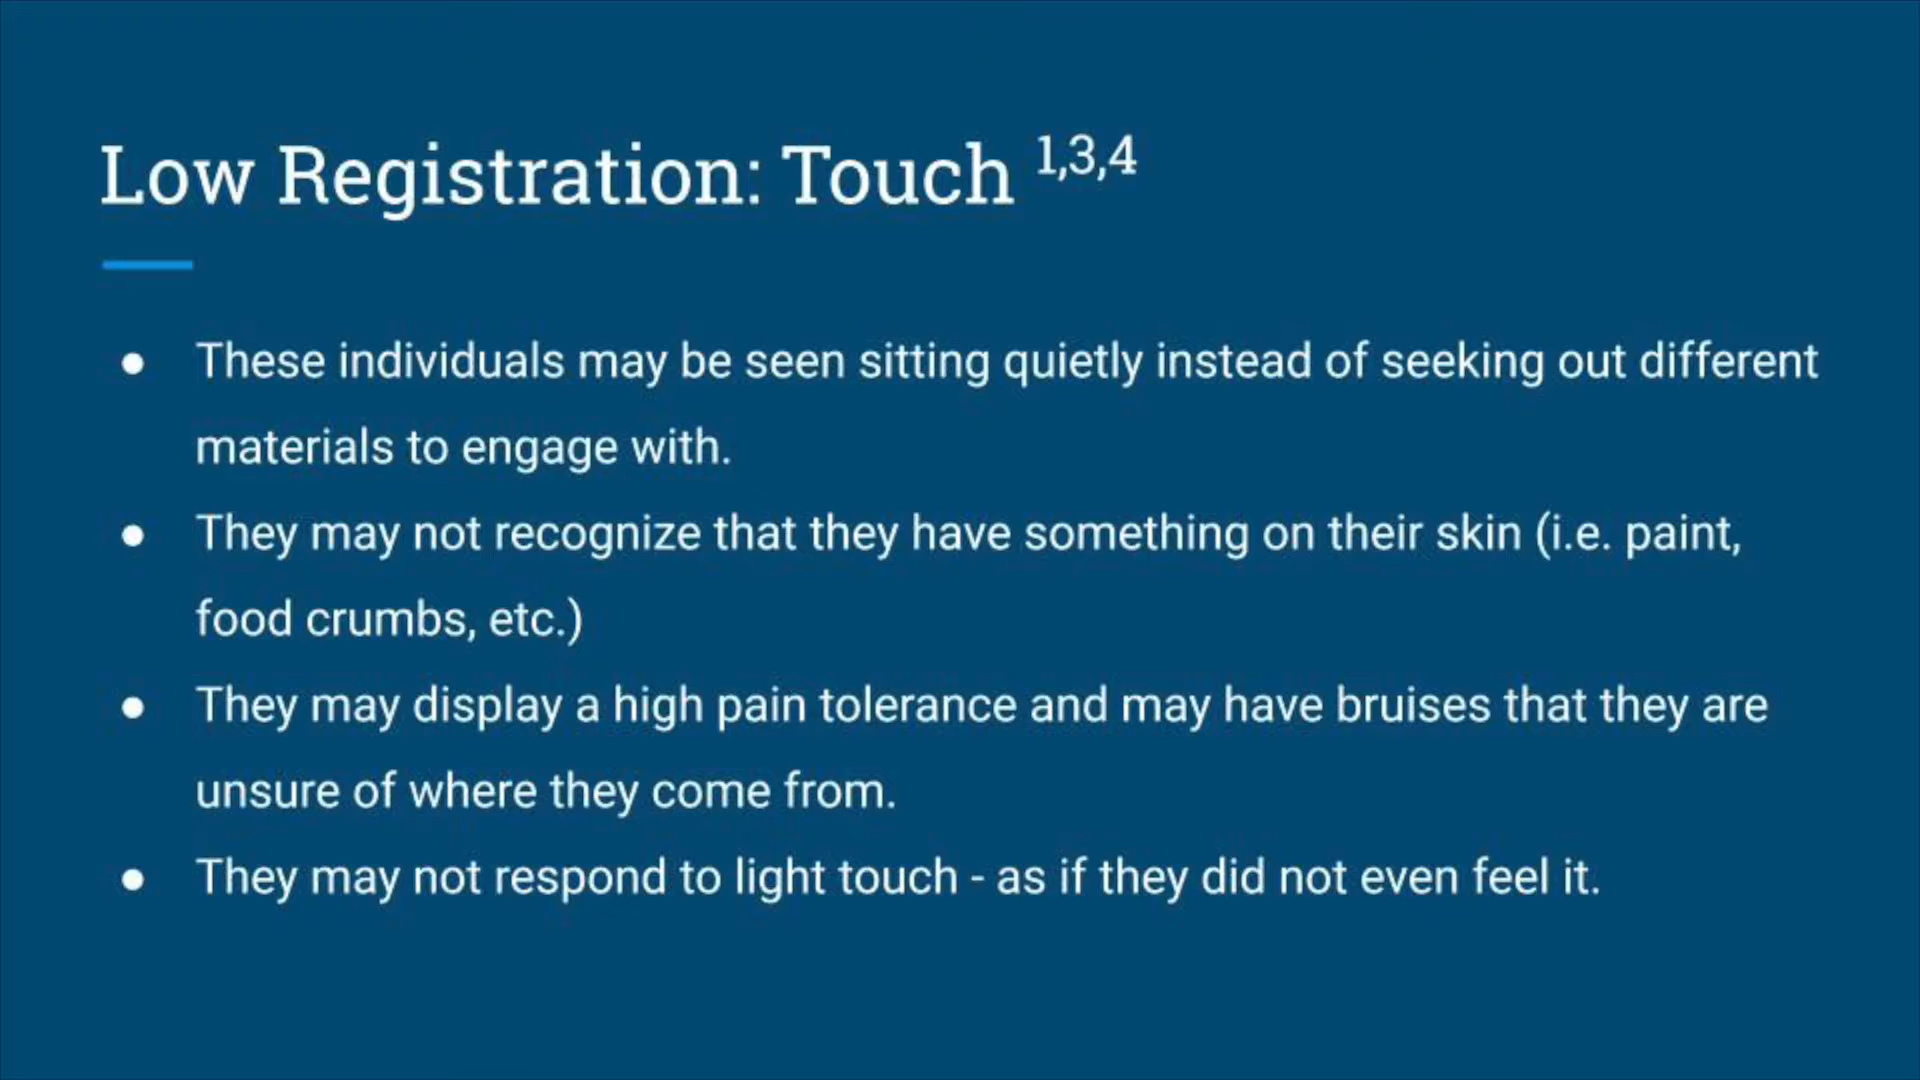 Low Registration: Touch 1,3,4
● These individuals may be seen sitting quietly instead of seeking out different
materials to engage with.
● They may not recognize that they have something on their skin (i.e. paint,
food crumbs, etc.)
● They may display a high pain tolerance and may have bruises that they are
unsure of where they come from.
● They may not respond to light touch - as if they did not even feel it.